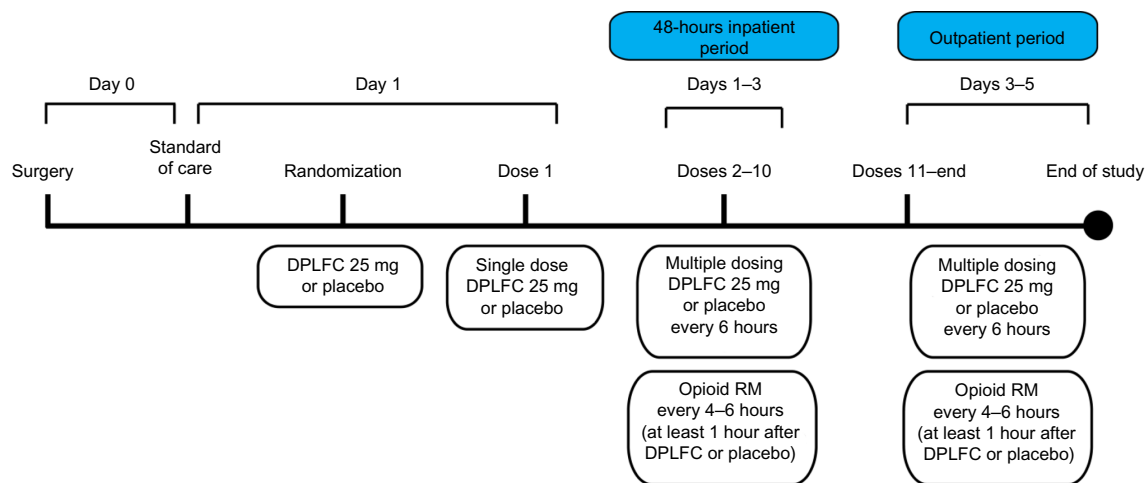 48-hours inpatient
period
Outpatient period
Day 0
Day 1
Days 1–3
Days 3–5
Surgery
Standard
of care
Randomization
Dose 1
Doses 2–10
Doses 11–end
End of study
DPLFC 25 mg
or placebo
Single dose
DPLFC 25 mg
or placebo
Multiple dosing
DPLFC 25 mg
or placebo
every 6 hours
Multiple dosing
DPLFC 25 mg
or placebo
every 6 hours
Opioid RM
every 4–6 hours
(at least 1 hour after
DPLFC or placebo)
Opioid RM
every 4–6 hours
(at least 1 hour after
DPLFC or placebo)